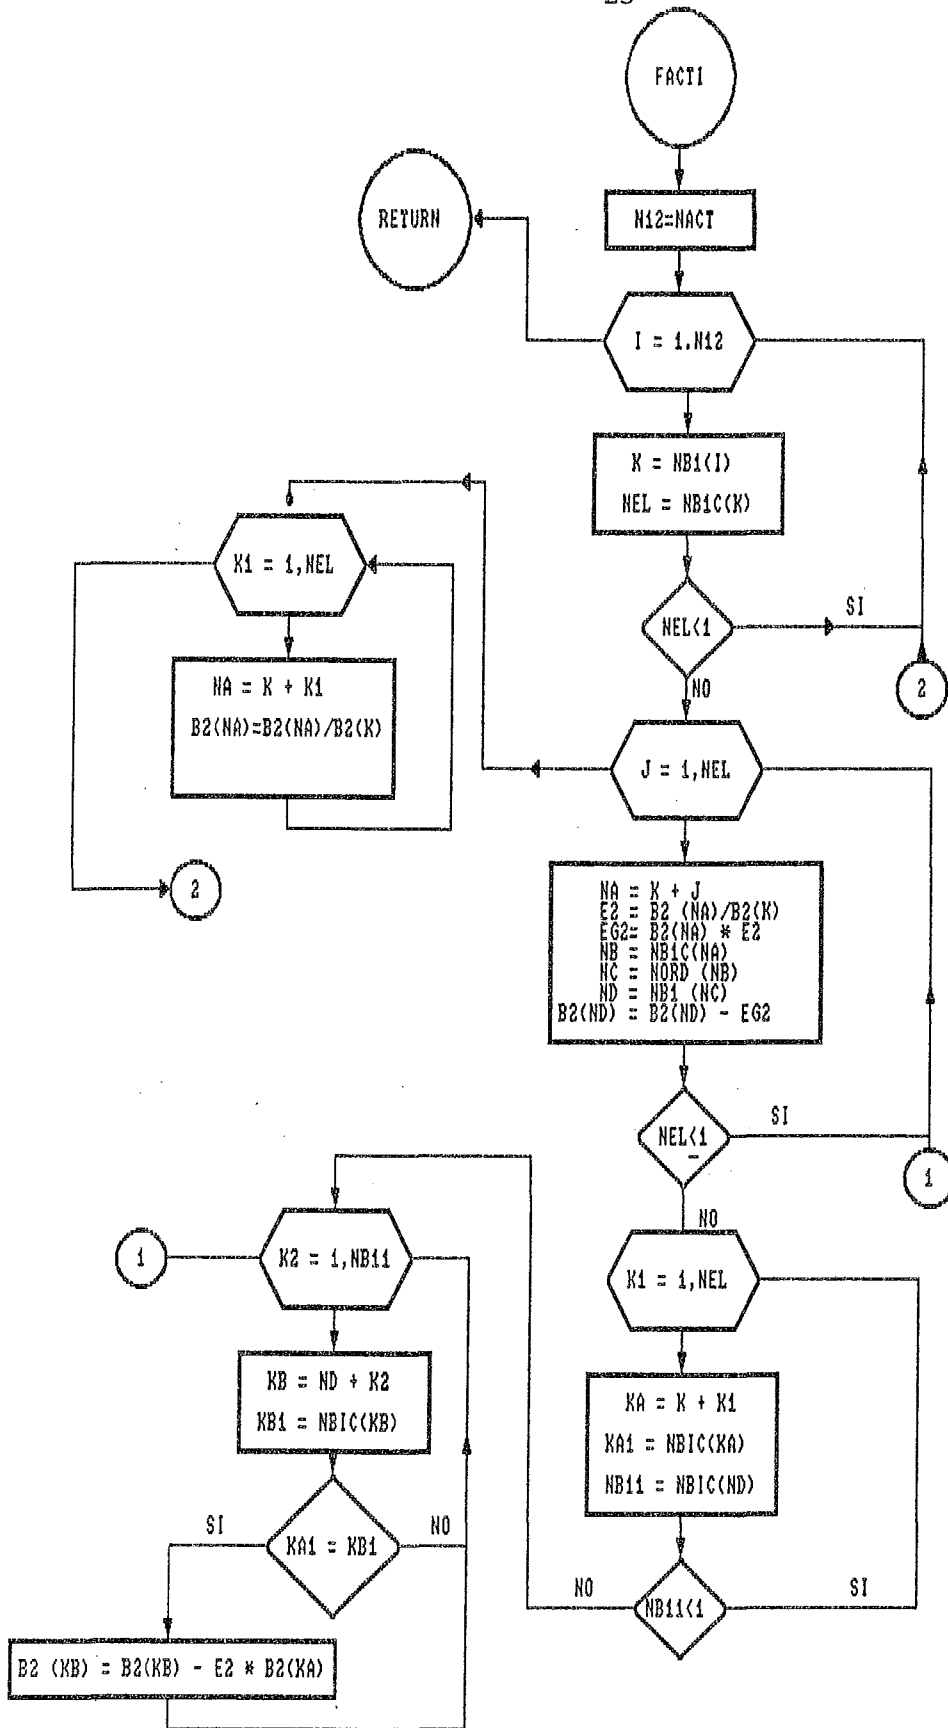 FACT1
RETURN
N12=NACT
I = 1.N12
K = NB1(I)
NEL = NB1C(K)
K1 = 1,NEL
NEL<1
SI
NO
2
NA = K + K1
B2(NA)=B2(NA)/B2(K)
J = 1,NEL
2
NA = K + J
E2 = B2 (NA)/B2(K)
EG2= B2(NA) * E2
NB = NB1C(NA)
NC = NORD (NB)
ND = NB1 (NC)
B2(ND) = B2(ND) - EG2
NEL<1
SI
1
NO
1
K2 = 1,NB11
K1 = 1,NEL
KB = ND + K2
KB1 = NBIC(KB)
KA = K + K1
KA1 = NBIC(KA)
NB11 = NBIC(ND)
SI
KA1 = KB1
NO
NO
NB11<1
SI
B2 (KB) = B2(KB) - E2 * B2(KA)